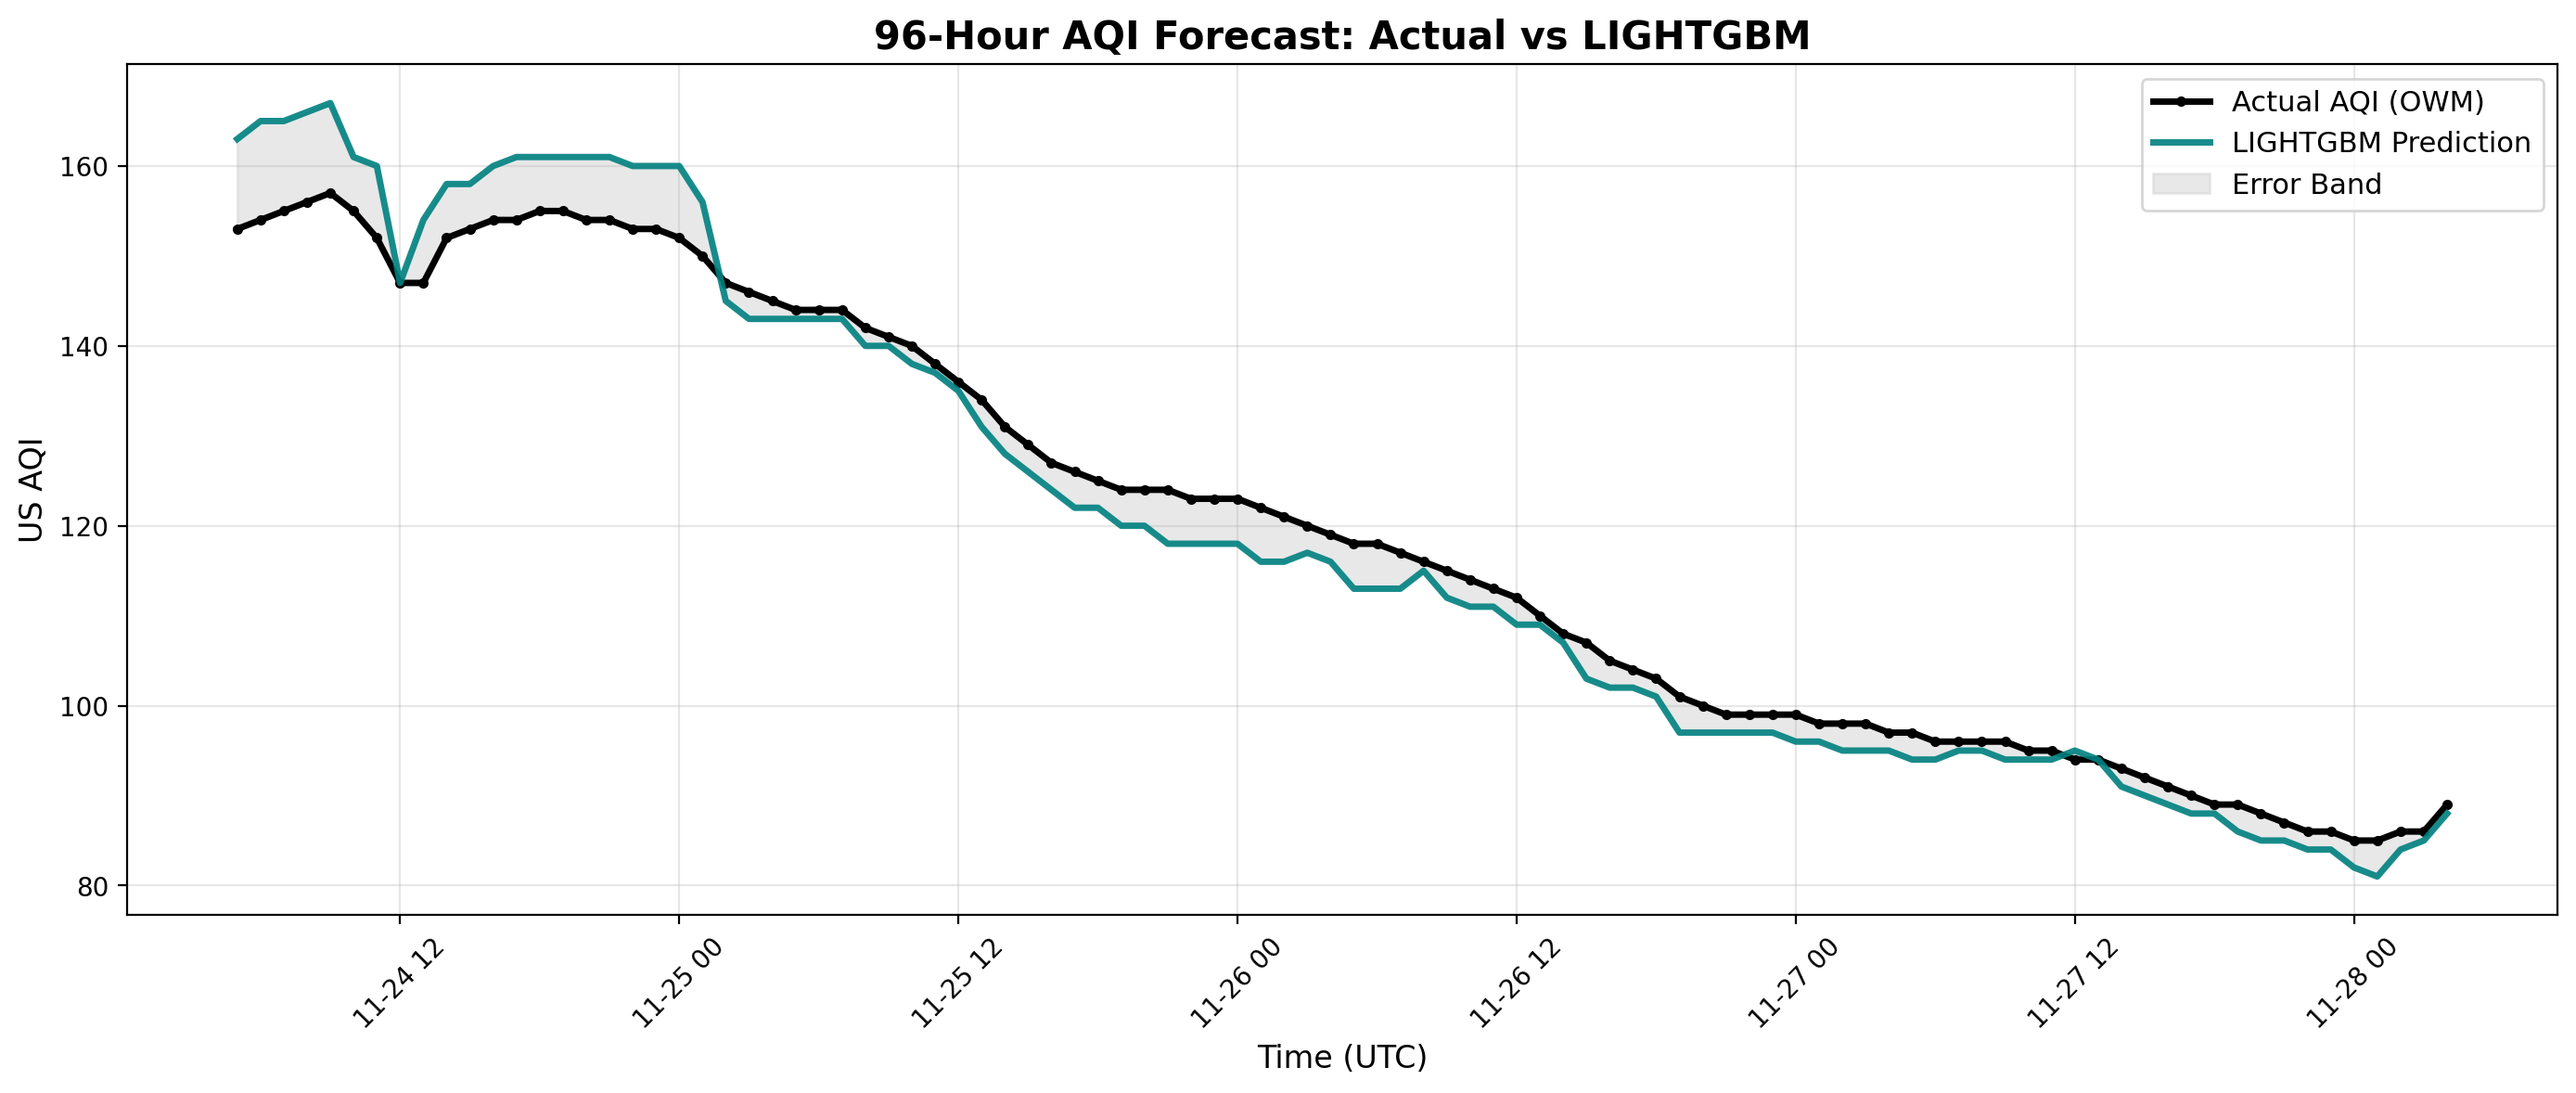 96-Hour AQI Forecast: Actual vs LIGHTGBM
Actual AQI (OWM)
LIGHTGBM Prediction
Error Band
US AQI
160
140
120
100
80
11-24 12
11-25 00
11-25 12
11-26 00
11-26 12
11-27 00
11-27 12
11-28 00
Time (UTC)